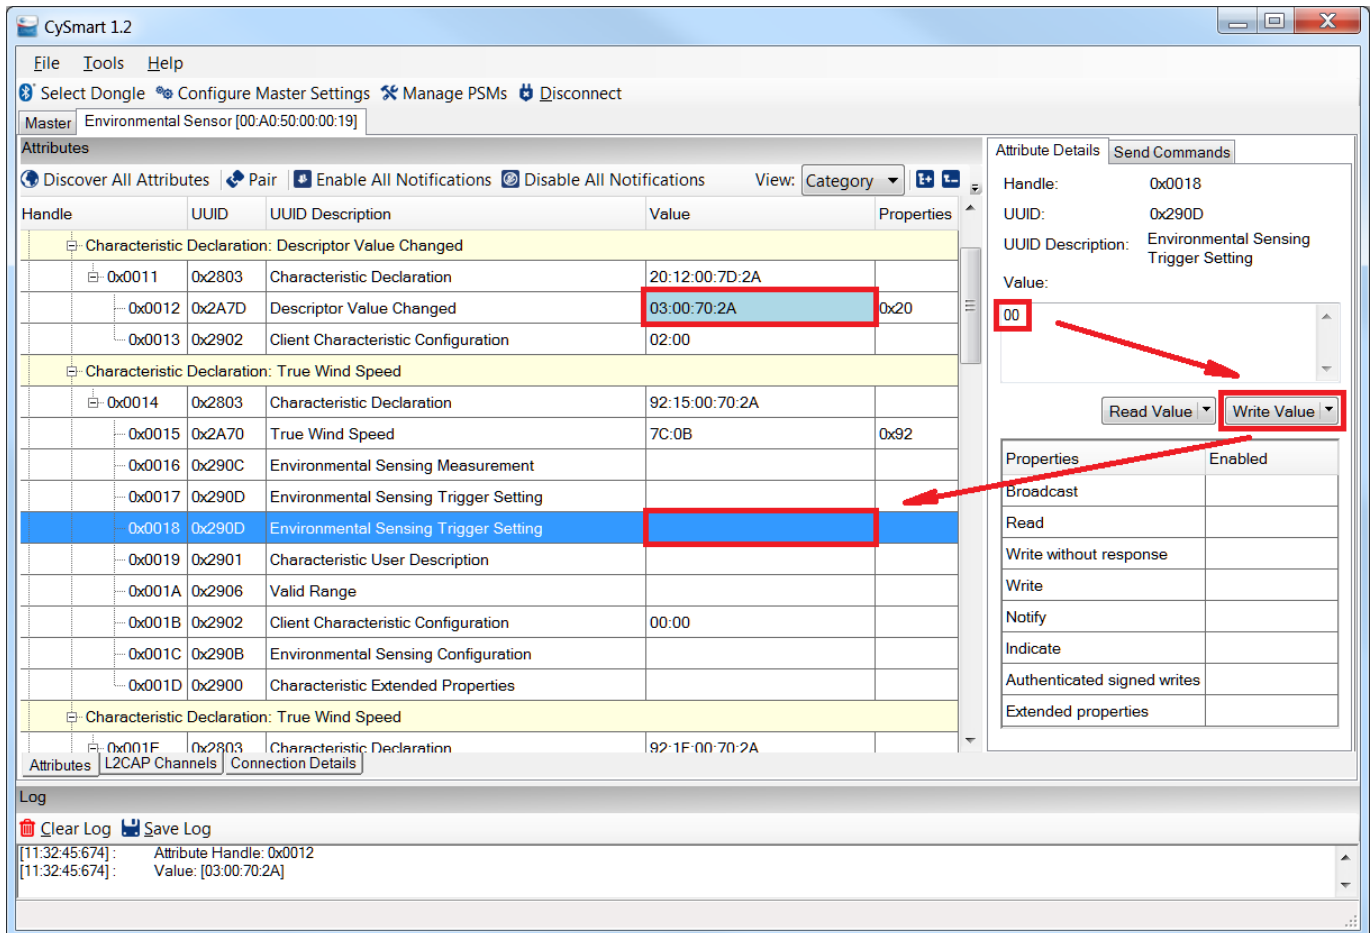 CySmart 1.2
File Tools Help
Select Dongle Configure Master Settings Manage PSMs Disconnect
Master Environmental Sensor [00:A0:50:00:00:19]
Attributes
Discover All Attributes Pair Enable All Notifications Disable All Notifications View: Category
Handle UUID UUID Description Value Properties
Characteristic Declaration: Descriptor Value Changed
0x0011 0x2803 Characteristic Declaration 20:12:00:7D:2A
0x0012 0x2A7D Descriptor Value Changed 03:00:70:2A 0x20
0x0013 0x2902 Client Characteristic Configuration 02:00
Characteristic Declaration: True Wind Speed
0x0014 0x2803 Characteristic Declaration 92:15:00:70:2A
0x0015 0x2A70 True Wind Speed 7C:0B 0x92
0x0016 0x290C Environmental Sensing Measurement
0x0017 0x290D Environmental Sensing Trigger Setting
0x0018 0x290D Environmental Sensing Trigger Setting
0x0019 0x2901 Characteristic User Description
0x001A 0x2906 Valid Range
0x001B 0x2902 Client Characteristic Configuration 00:00
0x001C 0x290B Environmental Sensing Configuration
0x001D 0x2900 Characteristic Extended Properties
Characteristic Declaration: True Wind Speed
0x001E 0x2803 Characteristic Declaration 92:1F:00:70:2A
Attributes L2CAP Channels Connection Details
Attribute Details Send Commands
Handle: 0x0018
UUID: 0x290D
UUID Description: Environmental Sensing
Trigger Setting
Value:
00
Read Value Write Value
Properties Enabled
Broadcast
Read
Write without response
Write
Notify
Indicate
Authenticated signed writes
Extended properties
Log
Clear Log Save Log
[11:32:45:674] : Attribute Handle: 0x0012
[11:32:45:674] : Value: [03:00:70:2A]